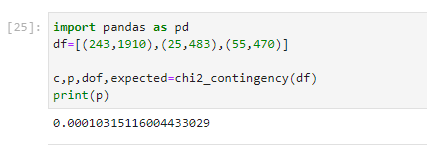 [25]: import pandas as pd
df=[(243,1910),(25,483),(55,470)]
c,p,dof,expected=chi2_contingency(df)
print(p)
0.00010315116004433029